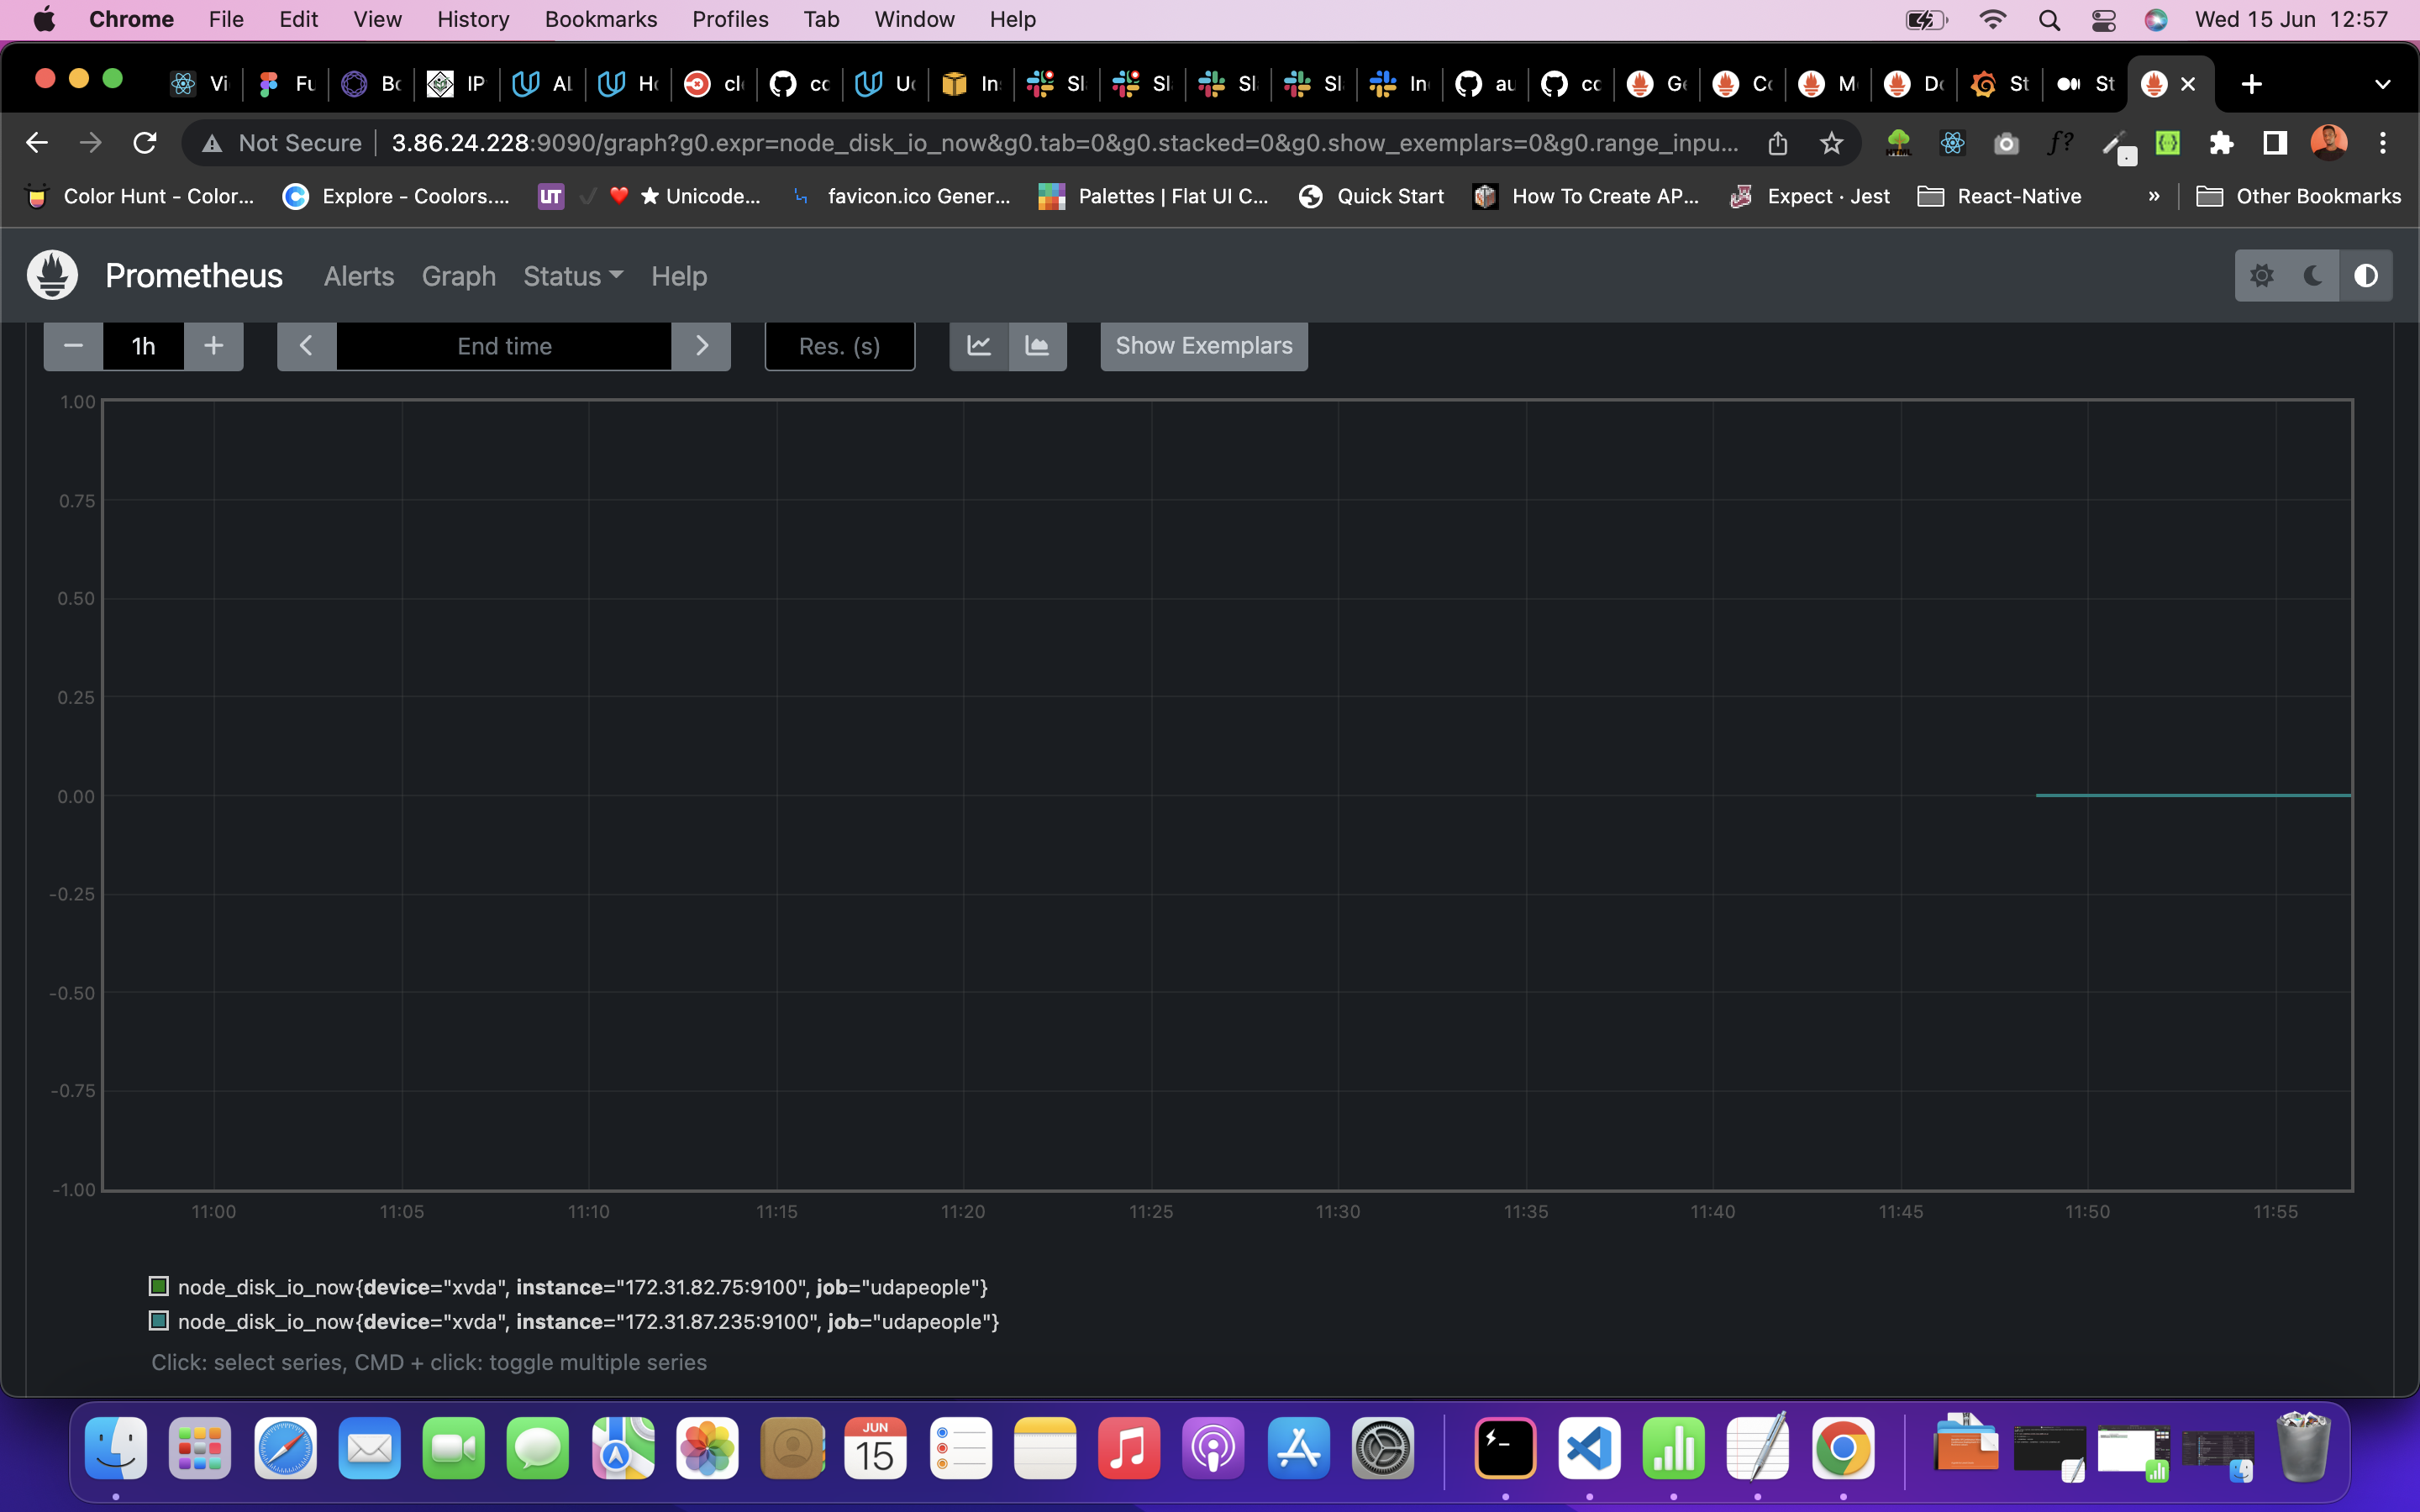 Chrome File Edit View History Bookmarks Profiles Tab Window Help Wed 15 Jun 12:57
Vi Fu Bc IP AL Hc cl cc Uc In Sl Sl Sl Sl In au cc Ge Cc M Dc St St
Not Secure 3.86.24.228:9090/graph?g0.expr=node_disk_io_now&g0.tab=0&g0.stacked=0&g0.show_exemplars=0&g0.range_inpu... HTML f?
Color Hunt - Color... Explore - Coolors.... UT ✓ ❤ ★ Unicode... favicon.ico Gener... Palettes | Flat UI C... Quick Start How To Create AP... Expect · Jest React-Native » Other Bookmarks
Prometheus Alerts Graph Status Help
− 1h + End time Res. (s) Show Exemplars
1.00
0.75
0.50
0.25
0.00
-0.25
-0.50
-0.75
-1.00
11:00 11:05 11:10 11:15 11:20 11:25 11:30 11:35 11:40 11:45 11:50 11:55
node_disk_io_now{device="xvda", instance="172.31.82.75:9100", job="udapeople"}
node_disk_io_now{device="xvda", instance="172.31.87.235:9100", job="udapeople"}
Click: select series, CMD + click: toggle multiple series
JUN
15